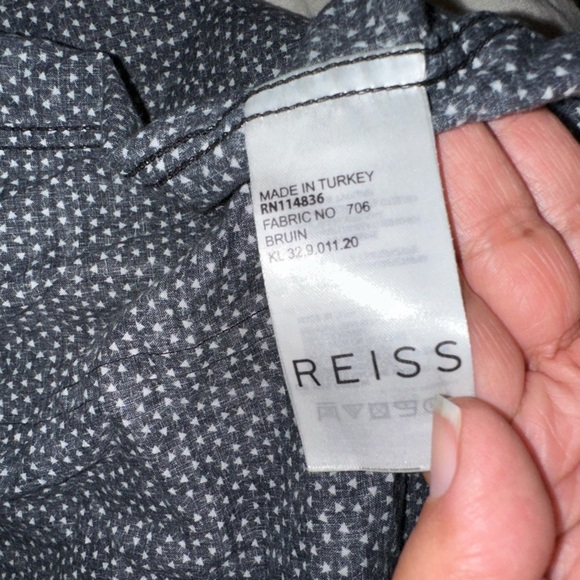 MADE IN TURKEY
RN114836
FABRIC NO 706
BRUIN
KL 32.9.011.20
REISS